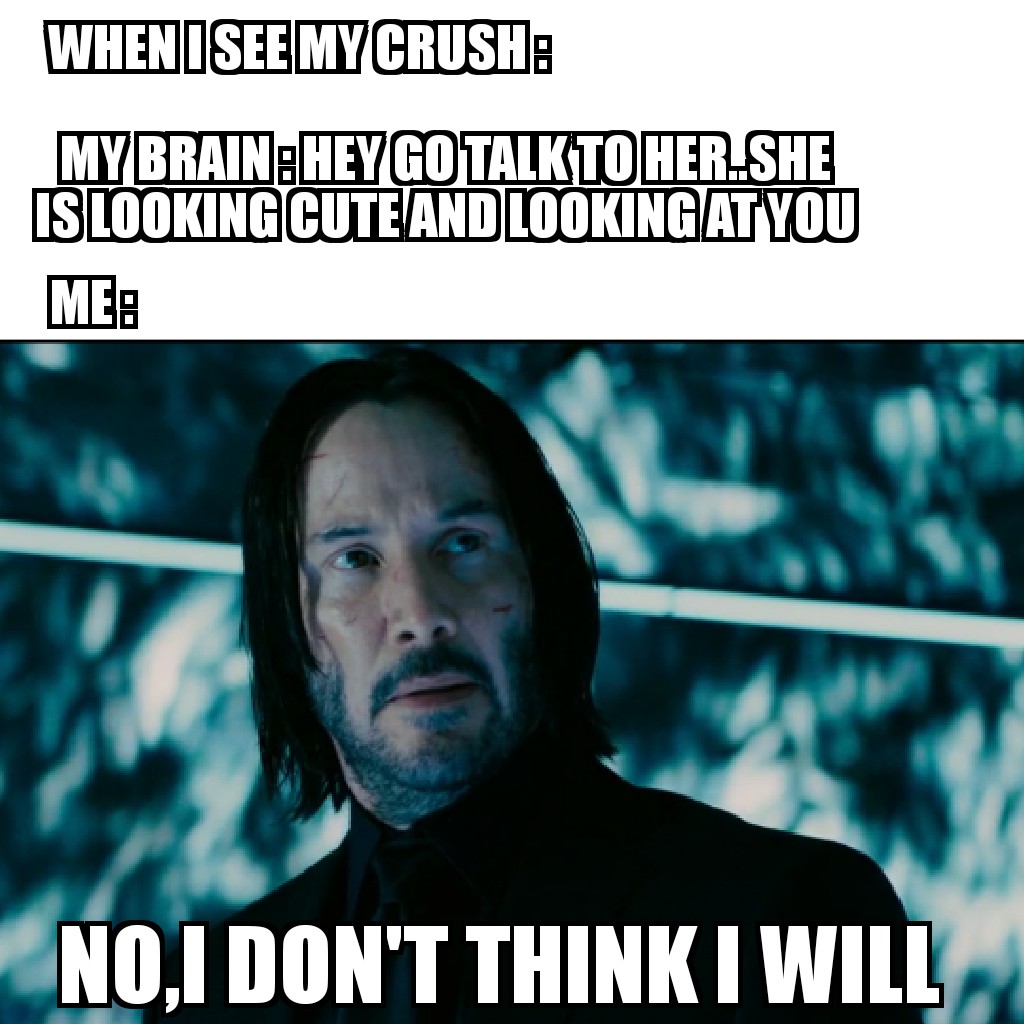 WHEN I SEE MY CRUSH :
MY BRAIN : HEY GO TALK TO HER..SHE
IS LOOKING CUTE AND LOOKING AT YOU
ME :
NO,I DON'T THINK I WILL